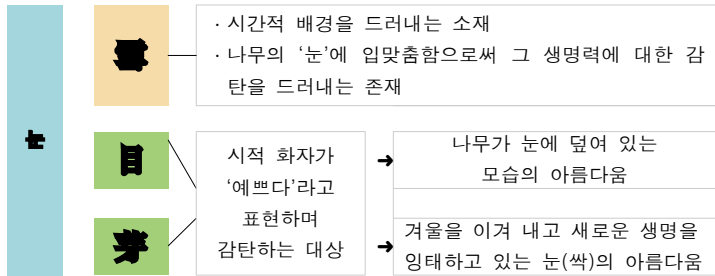 · 시간적 배경을 드러내는 소재
· 나무의 ‘눈’에 입맞춤함으로써 그 생명력에 대한 감
탄을 드러내는 존재
目
芽
시적 화자가
‘예쁘다’라고
표현하며
감탄하는 대상
➜
나무가 눈에 덮여 있는
모습의 아름다움
➜
겨울을 이겨 내고 새로운 생명을
잉태하고 있는 눈(싹)의 아름다움